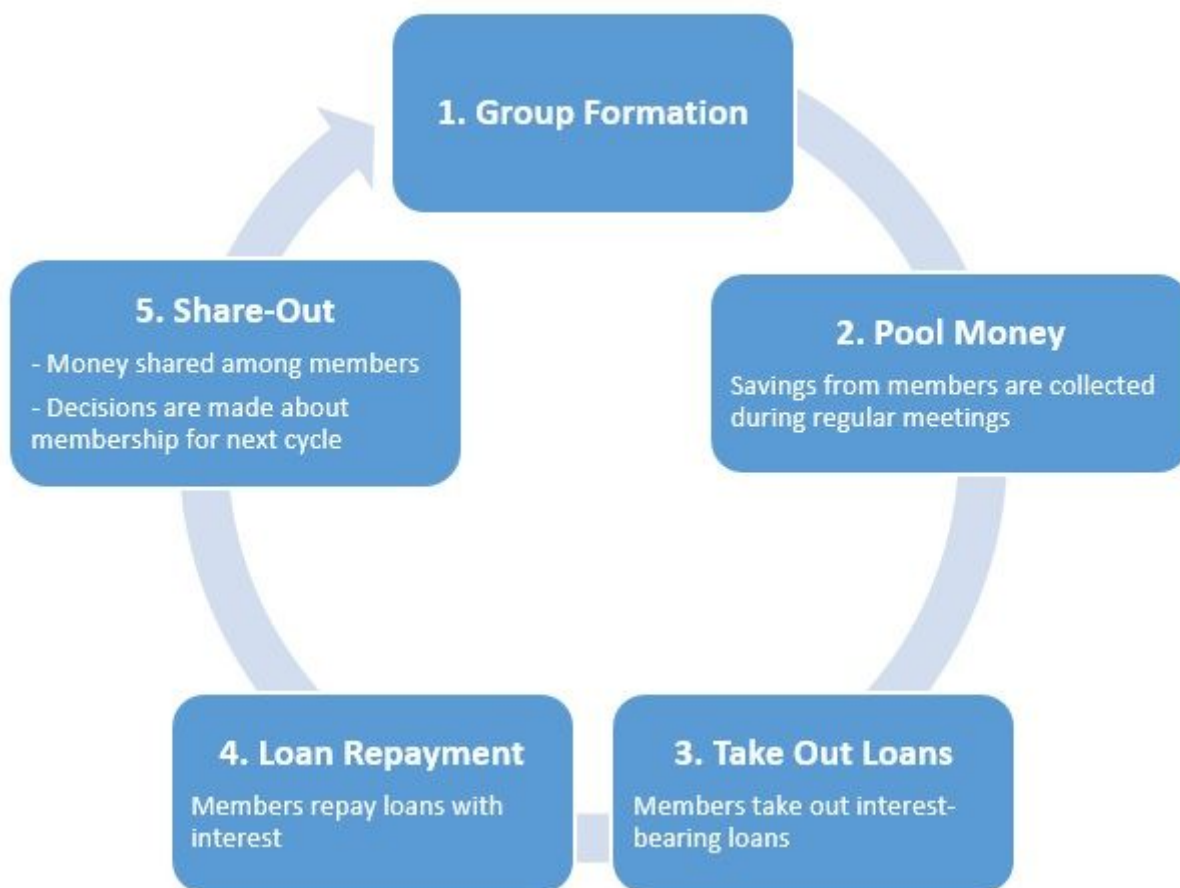 1. Group Formation
2. Pool Money
Savings from members are collected
during regular meetings
3. Take Out Loans
Members take out interest-
bearing loans
4. Loan Repayment
Members repay loans with
interest
5. Share-Out
- Money shared among members
- Decisions are made about
membership for next cycle